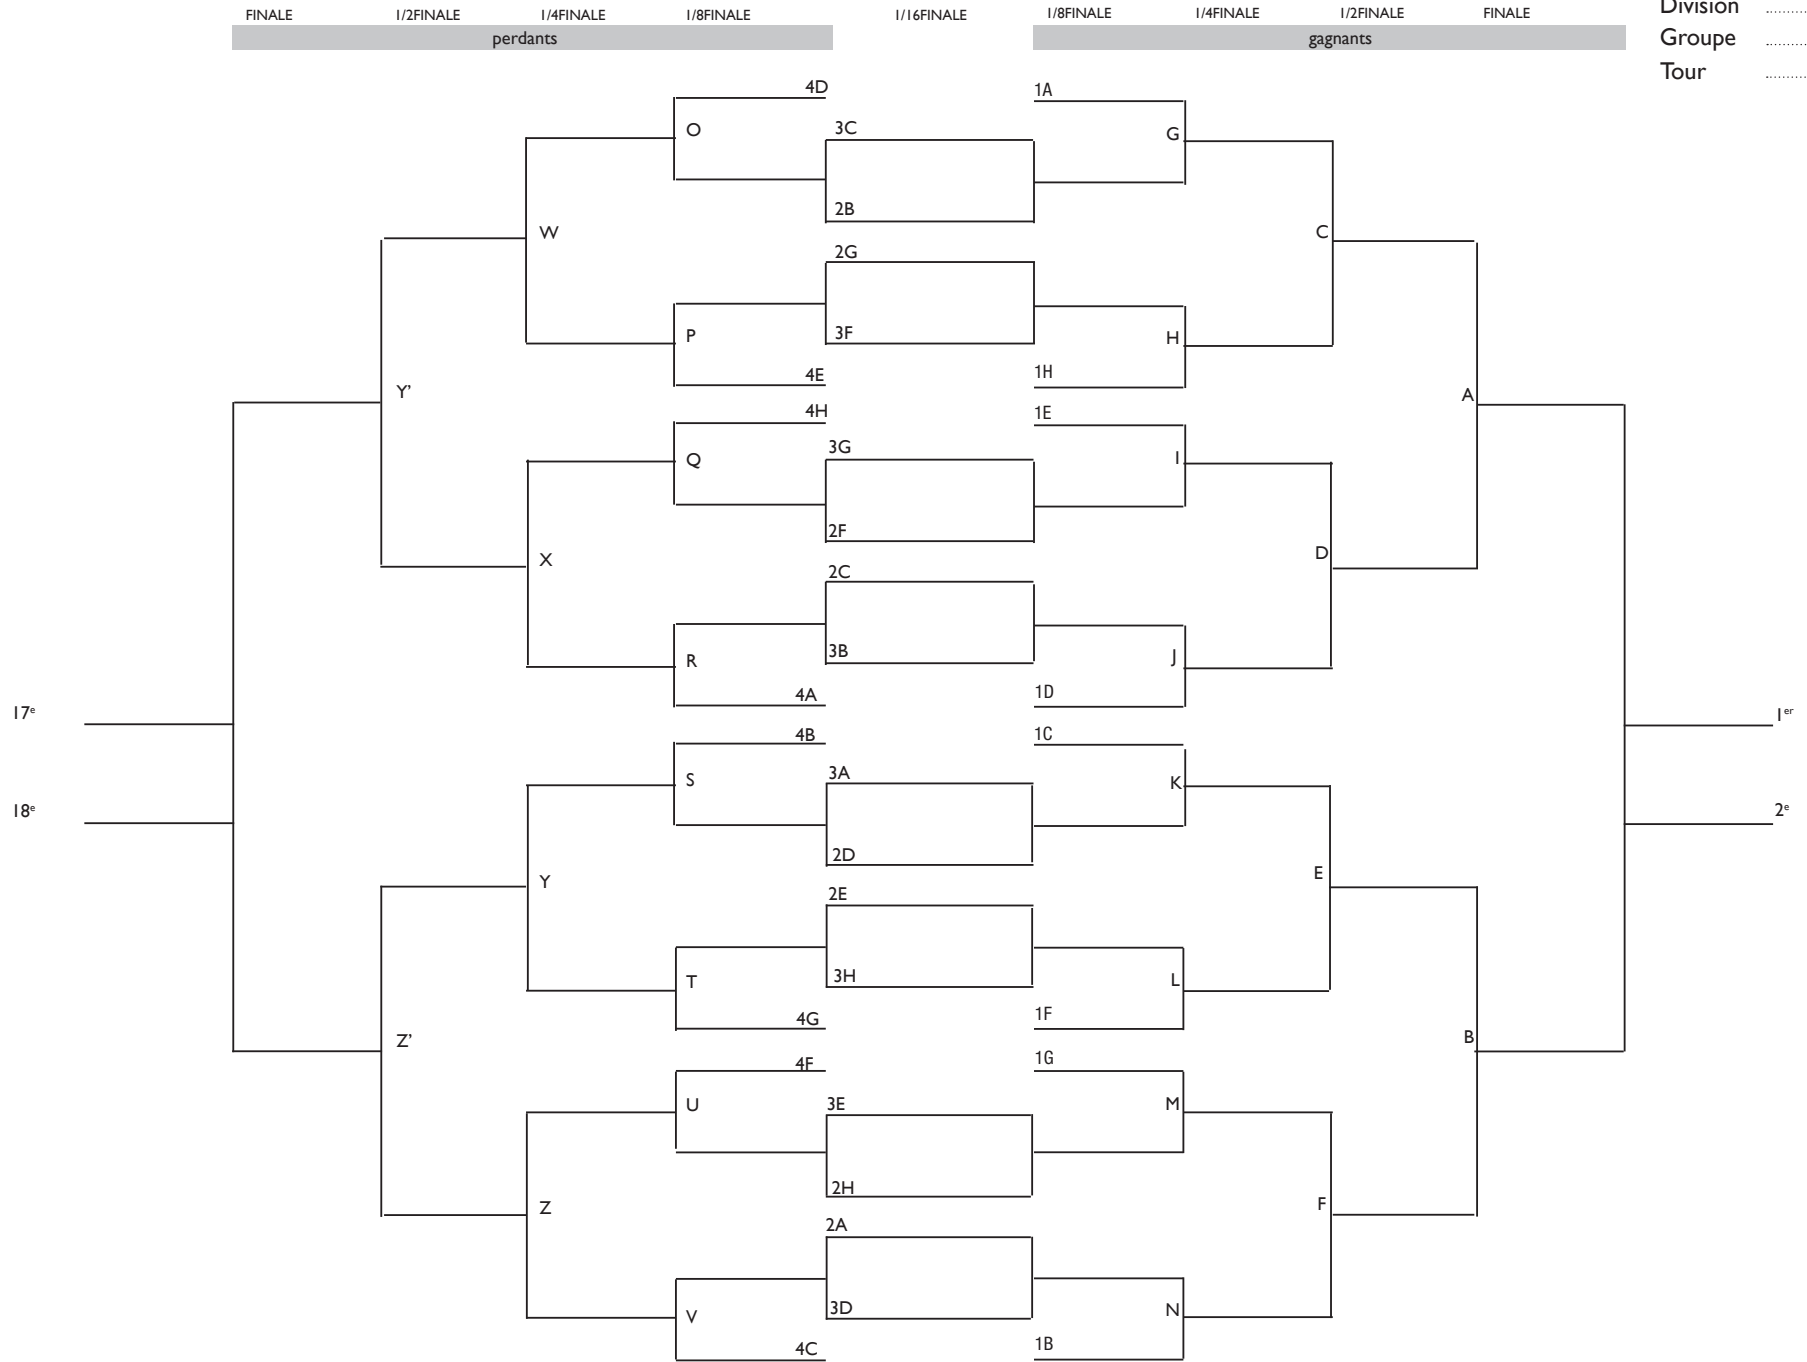 FINALE 1/2FINALE 1/4FINALE 1/8FINALE 1/16FINALE 1/8FINALE 1/4FINALE 1/2FINALE FINALE
Division ..........
perdants gagnants
Groupe ..........
Tour ..........
4D 1A
O 3C G
2B
W 2G C
P 3F H
4E 1H
Y' A
4H 1E
Q 3G I
2F
X 2C D
R 3B J
4A 1D
17e 1er
4B 1C
S 3A K
18e 2e
2D
Y 2E E
T 3H L
4G 1F
Z' B
4F 1G
U 3E M
2H
Z F
2A
V 3D N
4C 1B